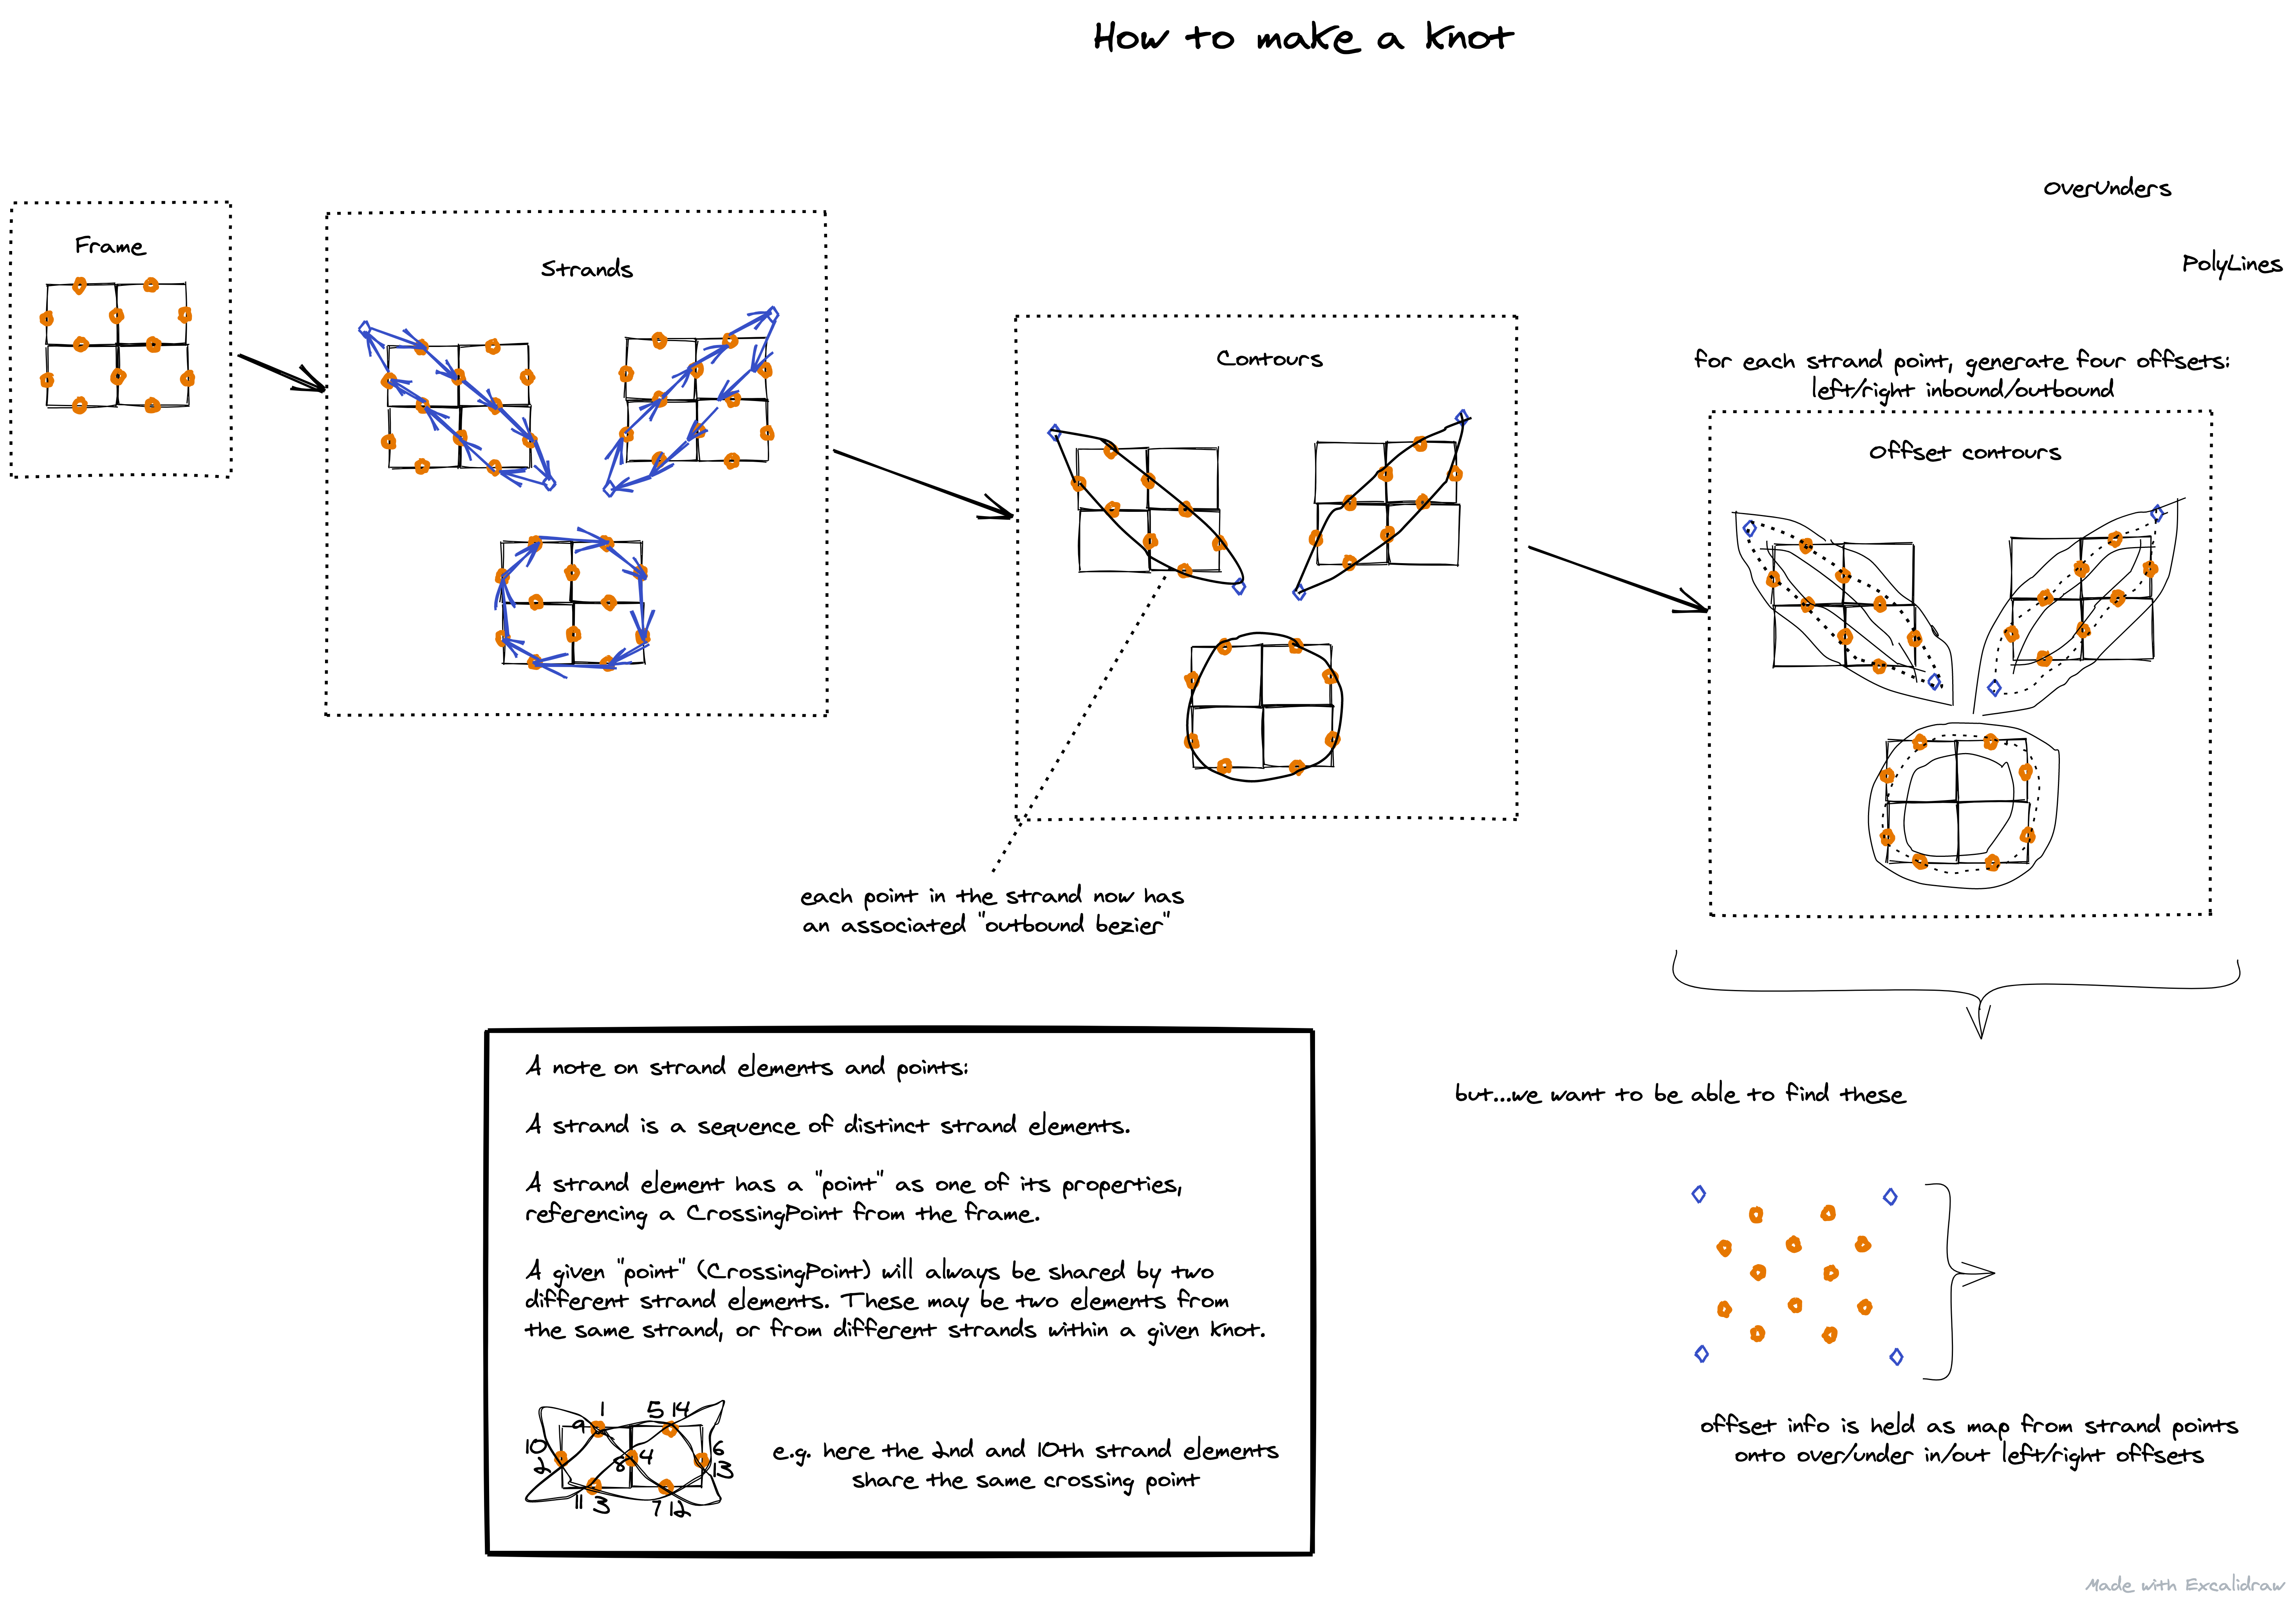 How to make a knot
OverUnders
Frame
PolyLines
Strands
Contours
for each strand point, generate four offsets:
left/right inbound/outbound
Offset contours
each point in the strand now has
an associated "outbound bezier"
A note on strand elements and points:
A strand is a sequence of distinct strand elements.
A strand element has a "point" as one of its properties,
referencing a CrossingPoint from the frame.
A given "point" (CrossingPoint) will always be shared by two
different strand elements. These may be two elements from
the same strand, or from different strands within a given knot.
1
5 14
9
10
2
8 4
6
13
11 3
7 12
e.g. here the 2nd and 10th strand elements
share the same crossing point
but...we want to be able to find these
offset info is held as map from strand points
onto over/under in/out left/right offsets
Made with Excalidraw